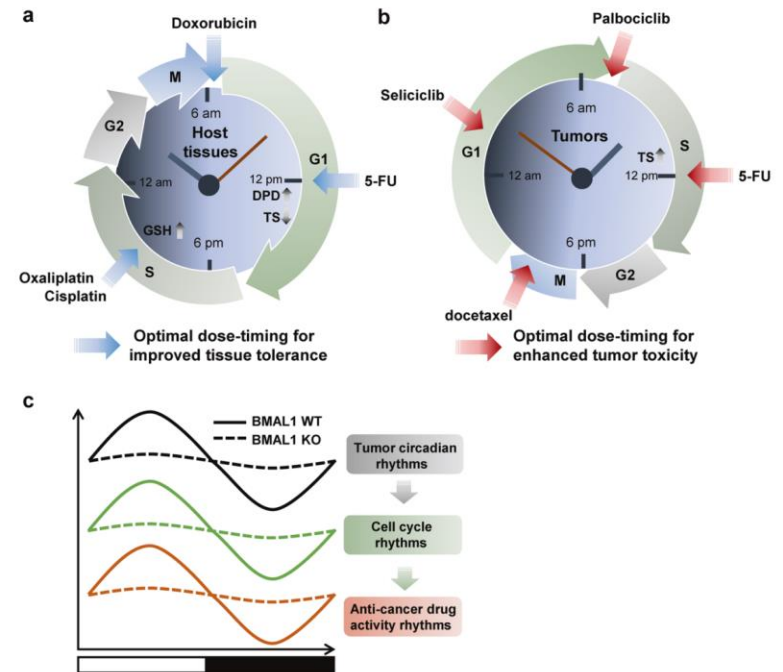 a
Doxorubicin
M
G2
6 am
Host
tissues
G1
12 am
12 pm
DPD
TS
5-FU
GSH
6 pm
S
Oxaliplatin
Cisplatin
Optimal dose-timing for
improved tissue tolerance
b
Palbociclib
Seliciclib
6 am
Tumors
G1
S
TS
12 am
12 pm
5-FU
6 pm
M
G2
docetaxel
Optimal dose-timing for
enhanced tumor toxicity
c
BMAL1 WT
BMAL1 KO
Tumor circadian
rhythms
Cell cycle
rhythms
Anti-cancer drug
activity rhythms